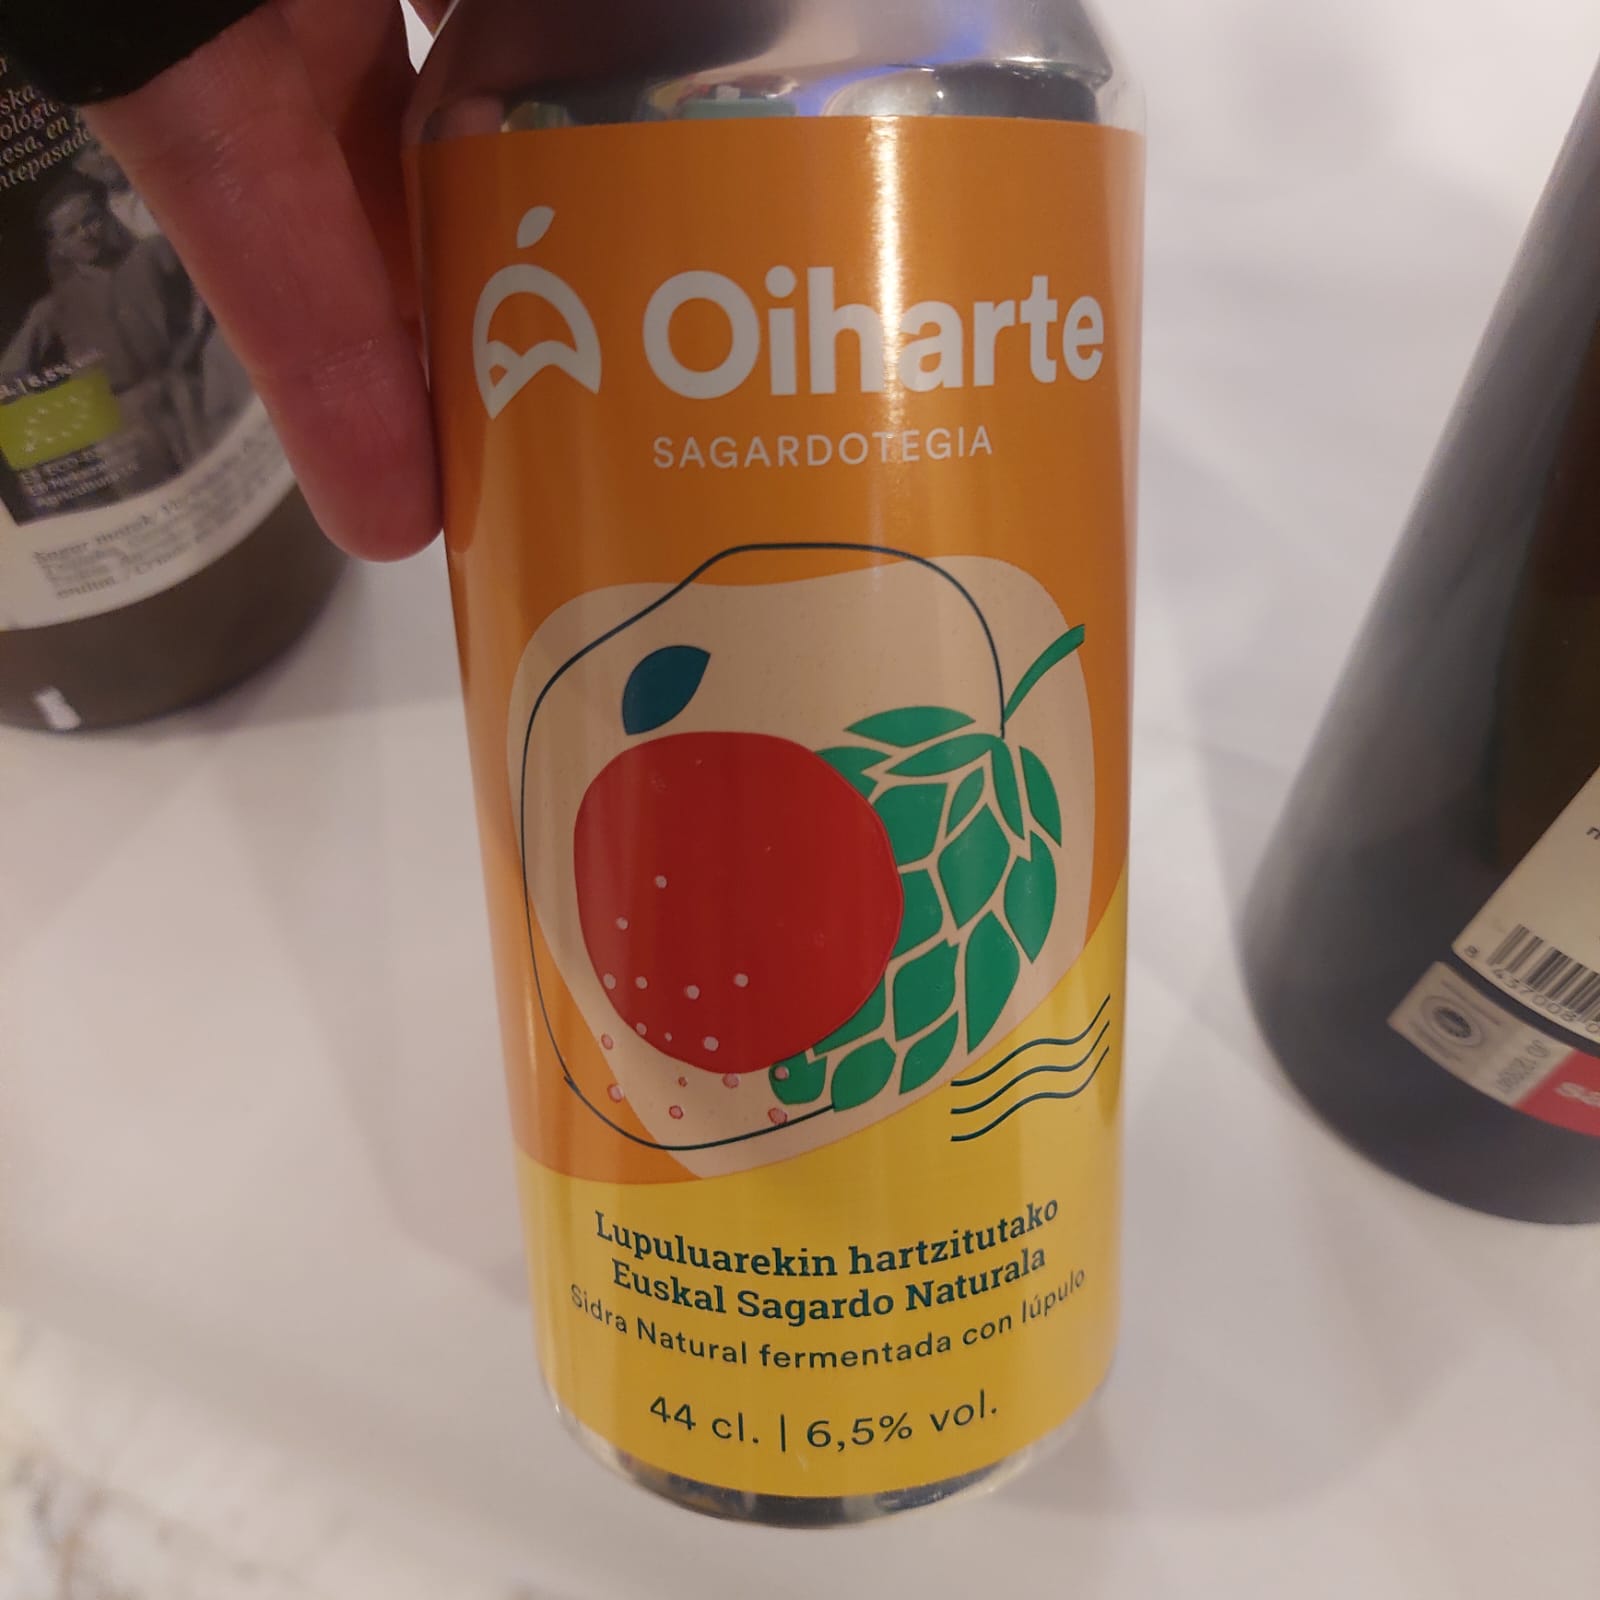 Oiharte
SAGARDOTEGIA
Lupuluarekin hartzitutako
Euskal Sagardo Naturala
Sidra Natural fermentada con lúpulo
44 cl. | 6,5% vol.